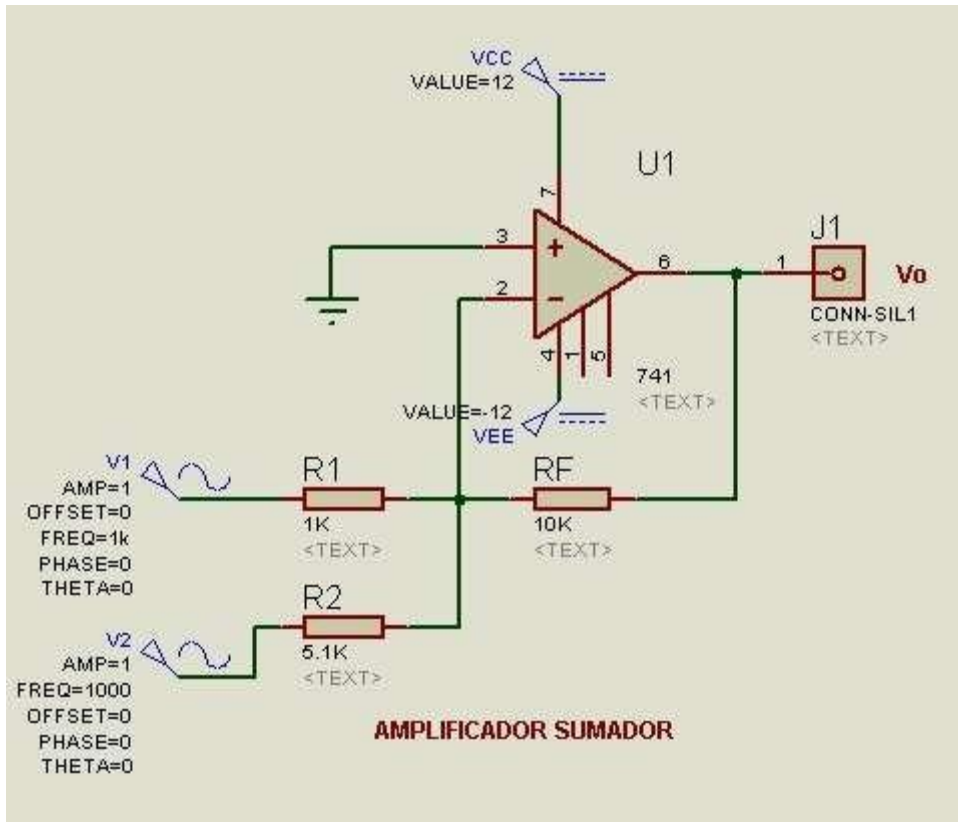 VCC
VALUE=12
U1
7
3
2
6
4
1
5
741
<TEXT>
J1
1
Vo
CONN-SIL1
<TEXT>
VALUE=-12
VEE
V1
AMP=1
OFFSET=0
FREQ=1k
PHASE=0
THETA=0
R1
1K
<TEXT>
RF
10K
<TEXT>
R2
5.1K
<TEXT>
V2
AMP=1
FREQ=1000
OFFSET=0
PHASE=0
THETA=0
AMPLIFICADOR SUMADOR